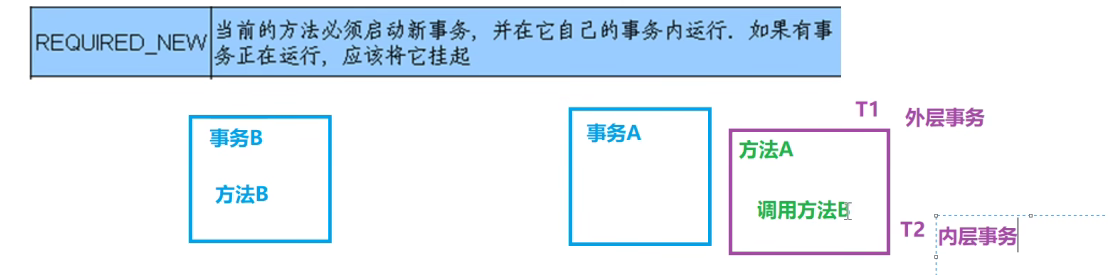 REQUIRED_NEW
当前的方法必须启动新事务, 并在它自己的事务内运行. 如果有事
务正在运行, 应该将它挂起
事务B
方法B
事务A
T1
外层事务
方法A
调用方法B
T2
内层事务